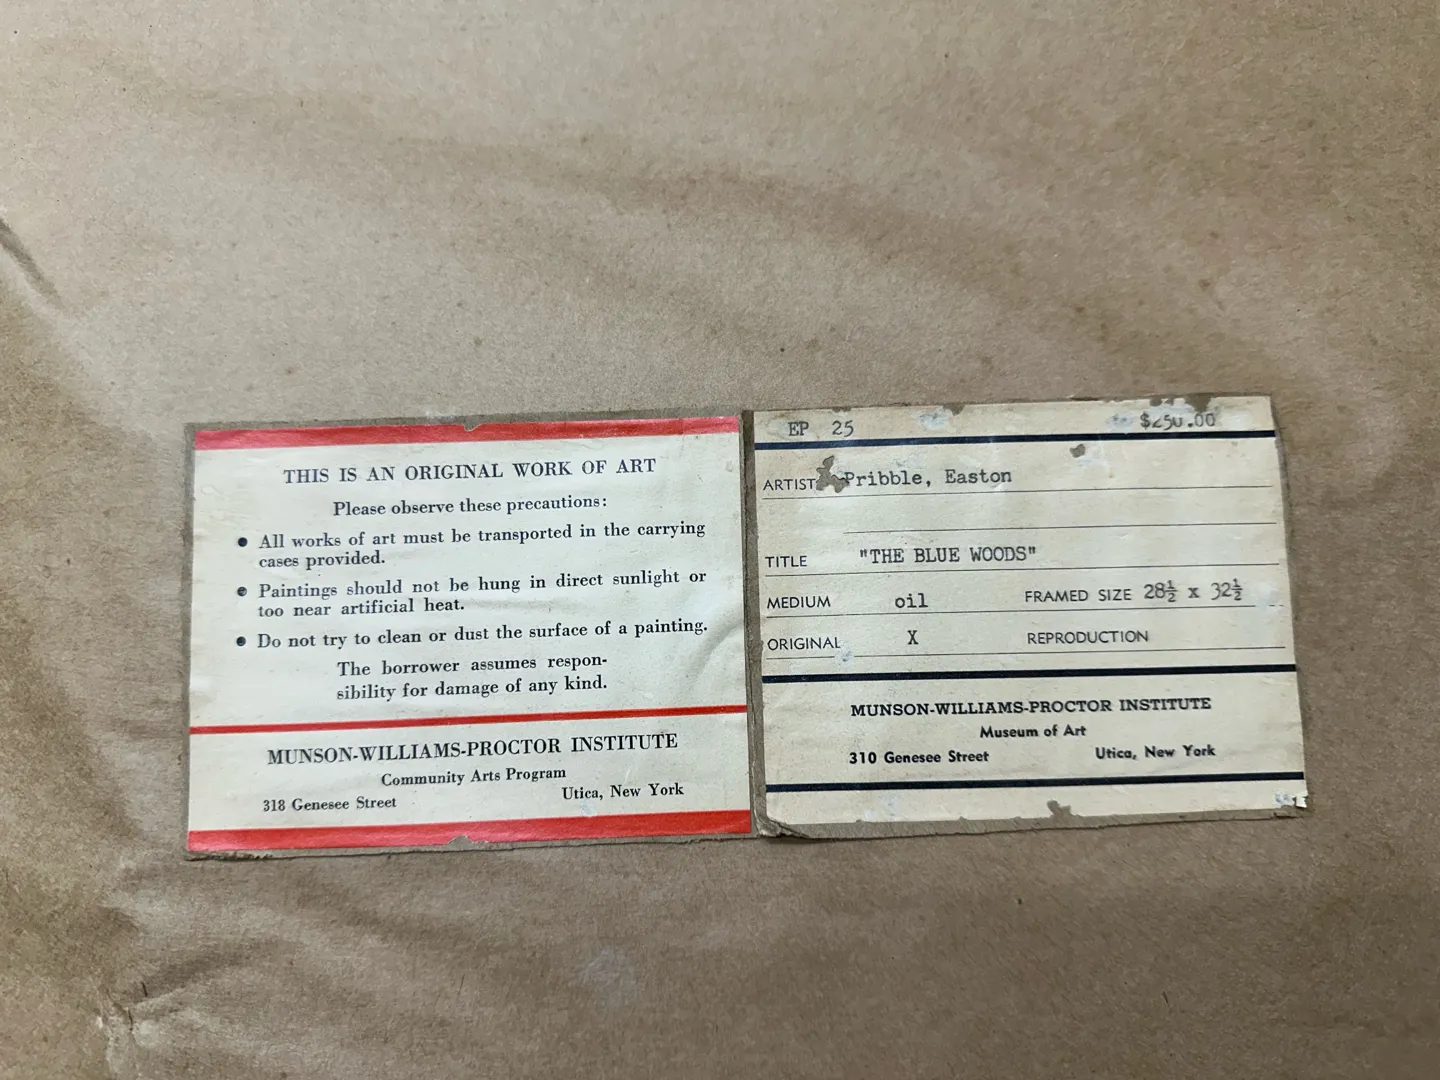 THIS IS AN ORIGINAL WORK OF ART
Please observe these precautions:
● All works of art must be transported in the carrying
cases provided.
● Paintings should not be hung in direct sunlight or
too near artificial heat.
● Do not try to clean or dust the surface of a painting.
The borrower assumes respon-
sibility for damage of any kind.
MUNSON-WILLIAMS-PROCTOR INSTITUTE
Community Arts Program
318 Genesee Street Utica, New York
EP 25 $250.00
ARTIST Pribble, Easton
TITLE "THE BLUE WOODS"
MEDIUM oil FRAMED SIZE 28½ x 32½
ORIGINAL X REPRODUCTION
MUNSON-WILLIAMS-PROCTOR INSTITUTE
Museum of Art
310 Genesee Street Utica, New York